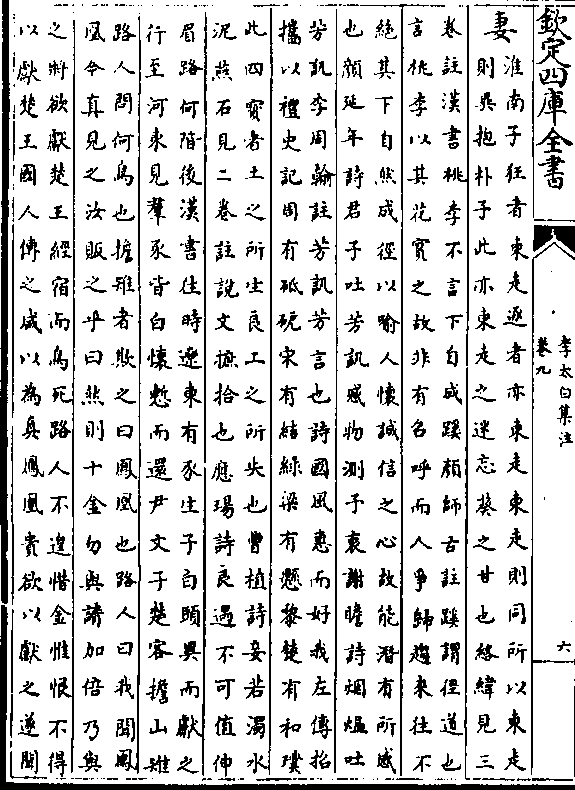 欽定四庫全書
李太白集注
卷九
六
妻
淮南子狂者東走逐者亦東走東走則同所以東走
則異抱朴子此亦東走之迷忘葵之甘也絡緯見三
卷註漢書桃李不言下自成蹊顏師古註蹊謂徑道也
言桃李以其花實之故非有名呼而人爭歸趨來往不
絕其下自然成徑以喻人懷誠信之心故能潛有所感
也顏延年詩君子吐芳訊感物測予衷謝瞻詩烟熅吐
芳訊李周翰註芳訊芳言也詩國風惠而好我左傳招
攜以禮史記周有砥砨宋有結綠梁有懸黎楚有和璞
此四寶者土之所生良工之所失也曹植詩妾若濁水
泥燕石見二卷註說文摭拾也應瑒詩良遇不可值伸
眉路何階後漢書往時遼東有豕生子白頭異而獻之
行至河東見羣豕皆白懷慙而還尹文子楚客擔山雉
路人問何鳥也擔雉者欺之曰鳳凰也路人曰我聞鳳
凰今真見之汝販之乎曰然則十金勿與請加倍乃與
之將欲獻楚王經宿而鳥死路人不遑惜金惟恨不得
以獻楚王國人傳之咸以為真鳳凰貴欲以獻之遂聞